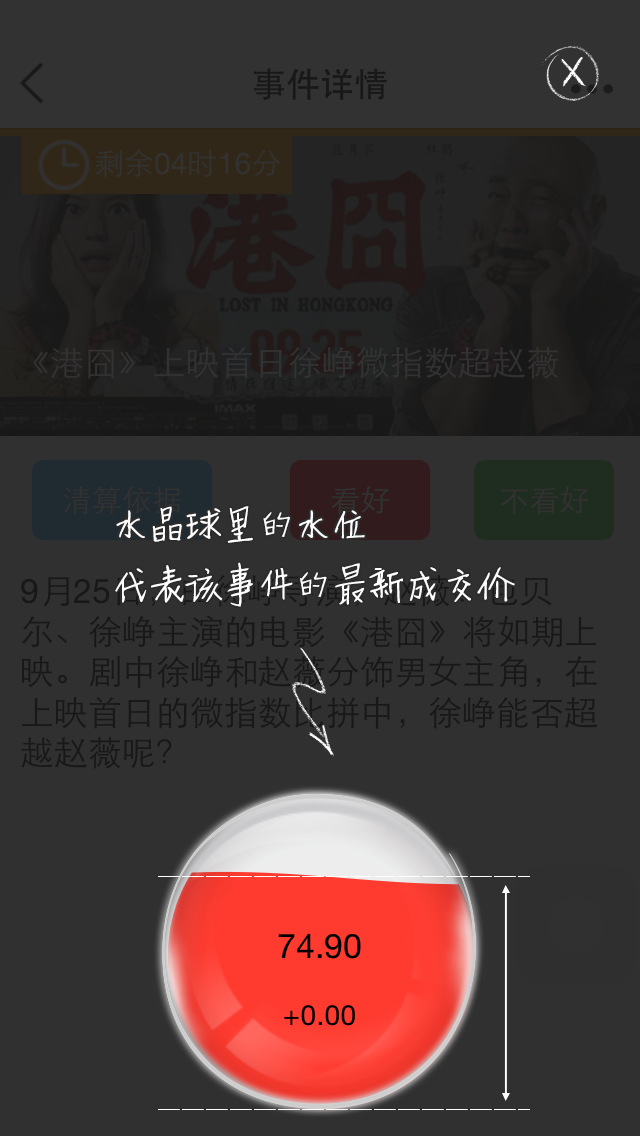 事件详情
X
剩余04时16分
港囧
LOST IN HONGKONG
09.25
IMAX
《港囧》上映首日徐峥微指数超赵薇
清算依据
看好
不看好
水晶球里的水位
代表该事件的最新成交价
9月25
尔、徐峥主演的电影《港囧》将如期上
映。剧中徐峥和赵薇分饰男女主角，在
上映首日的微指数比拼中，徐峥能否超
越赵薇呢？
74.90
+0.00